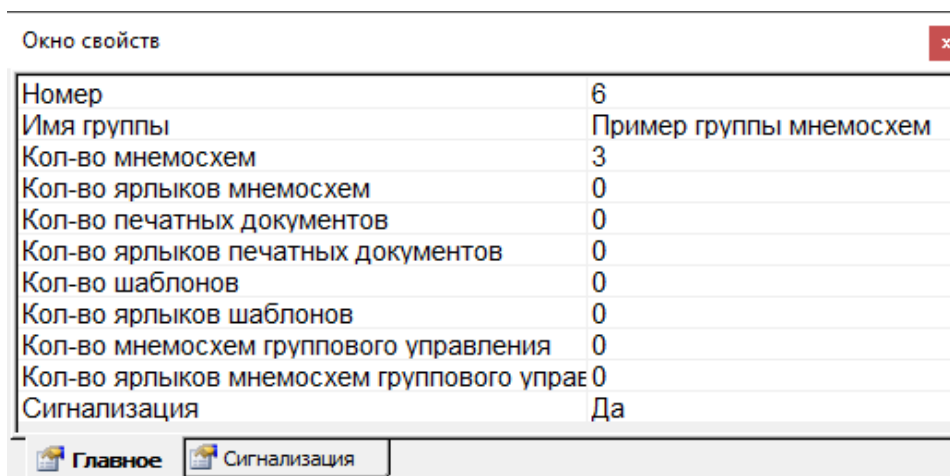 Окно свойств
x
Номер 6
Имя группы Пример группы мнемосхем
Кол-во мнемосхем 3
Кол-во ярлыков мнемосхем 0
Кол-во печатных документов 0
Кол-во ярлыков печатных документов 0
Кол-во шаблонов 0
Кол-во ярлыков шаблонов 0
Кол-во мнемосхем группового управления 0
Кол-во ярлыков мнемосхем группового управе 0
Сигнализация Да
Главное Сигнализация